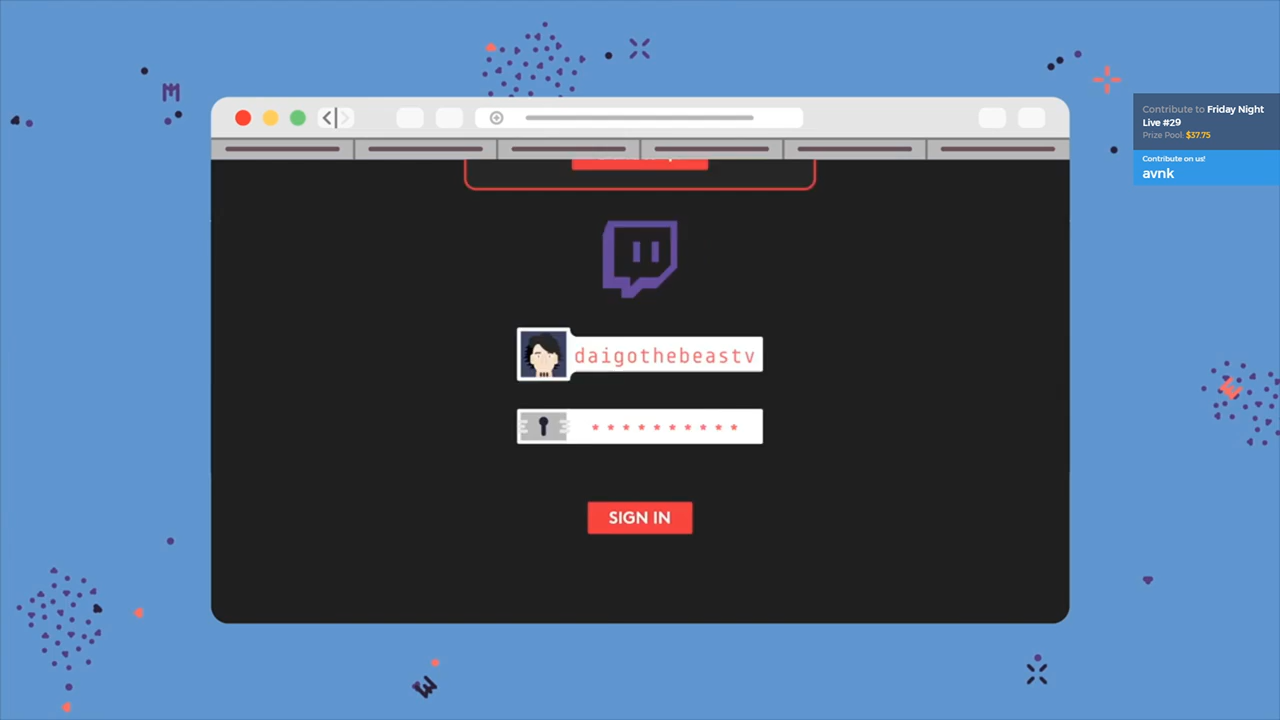 Contribute to Friday Night
Live #29
Prize Pool: $37.75
Contribute on us!
avnk
daigothebeastv
* * * * * * * * * *
SIGN IN